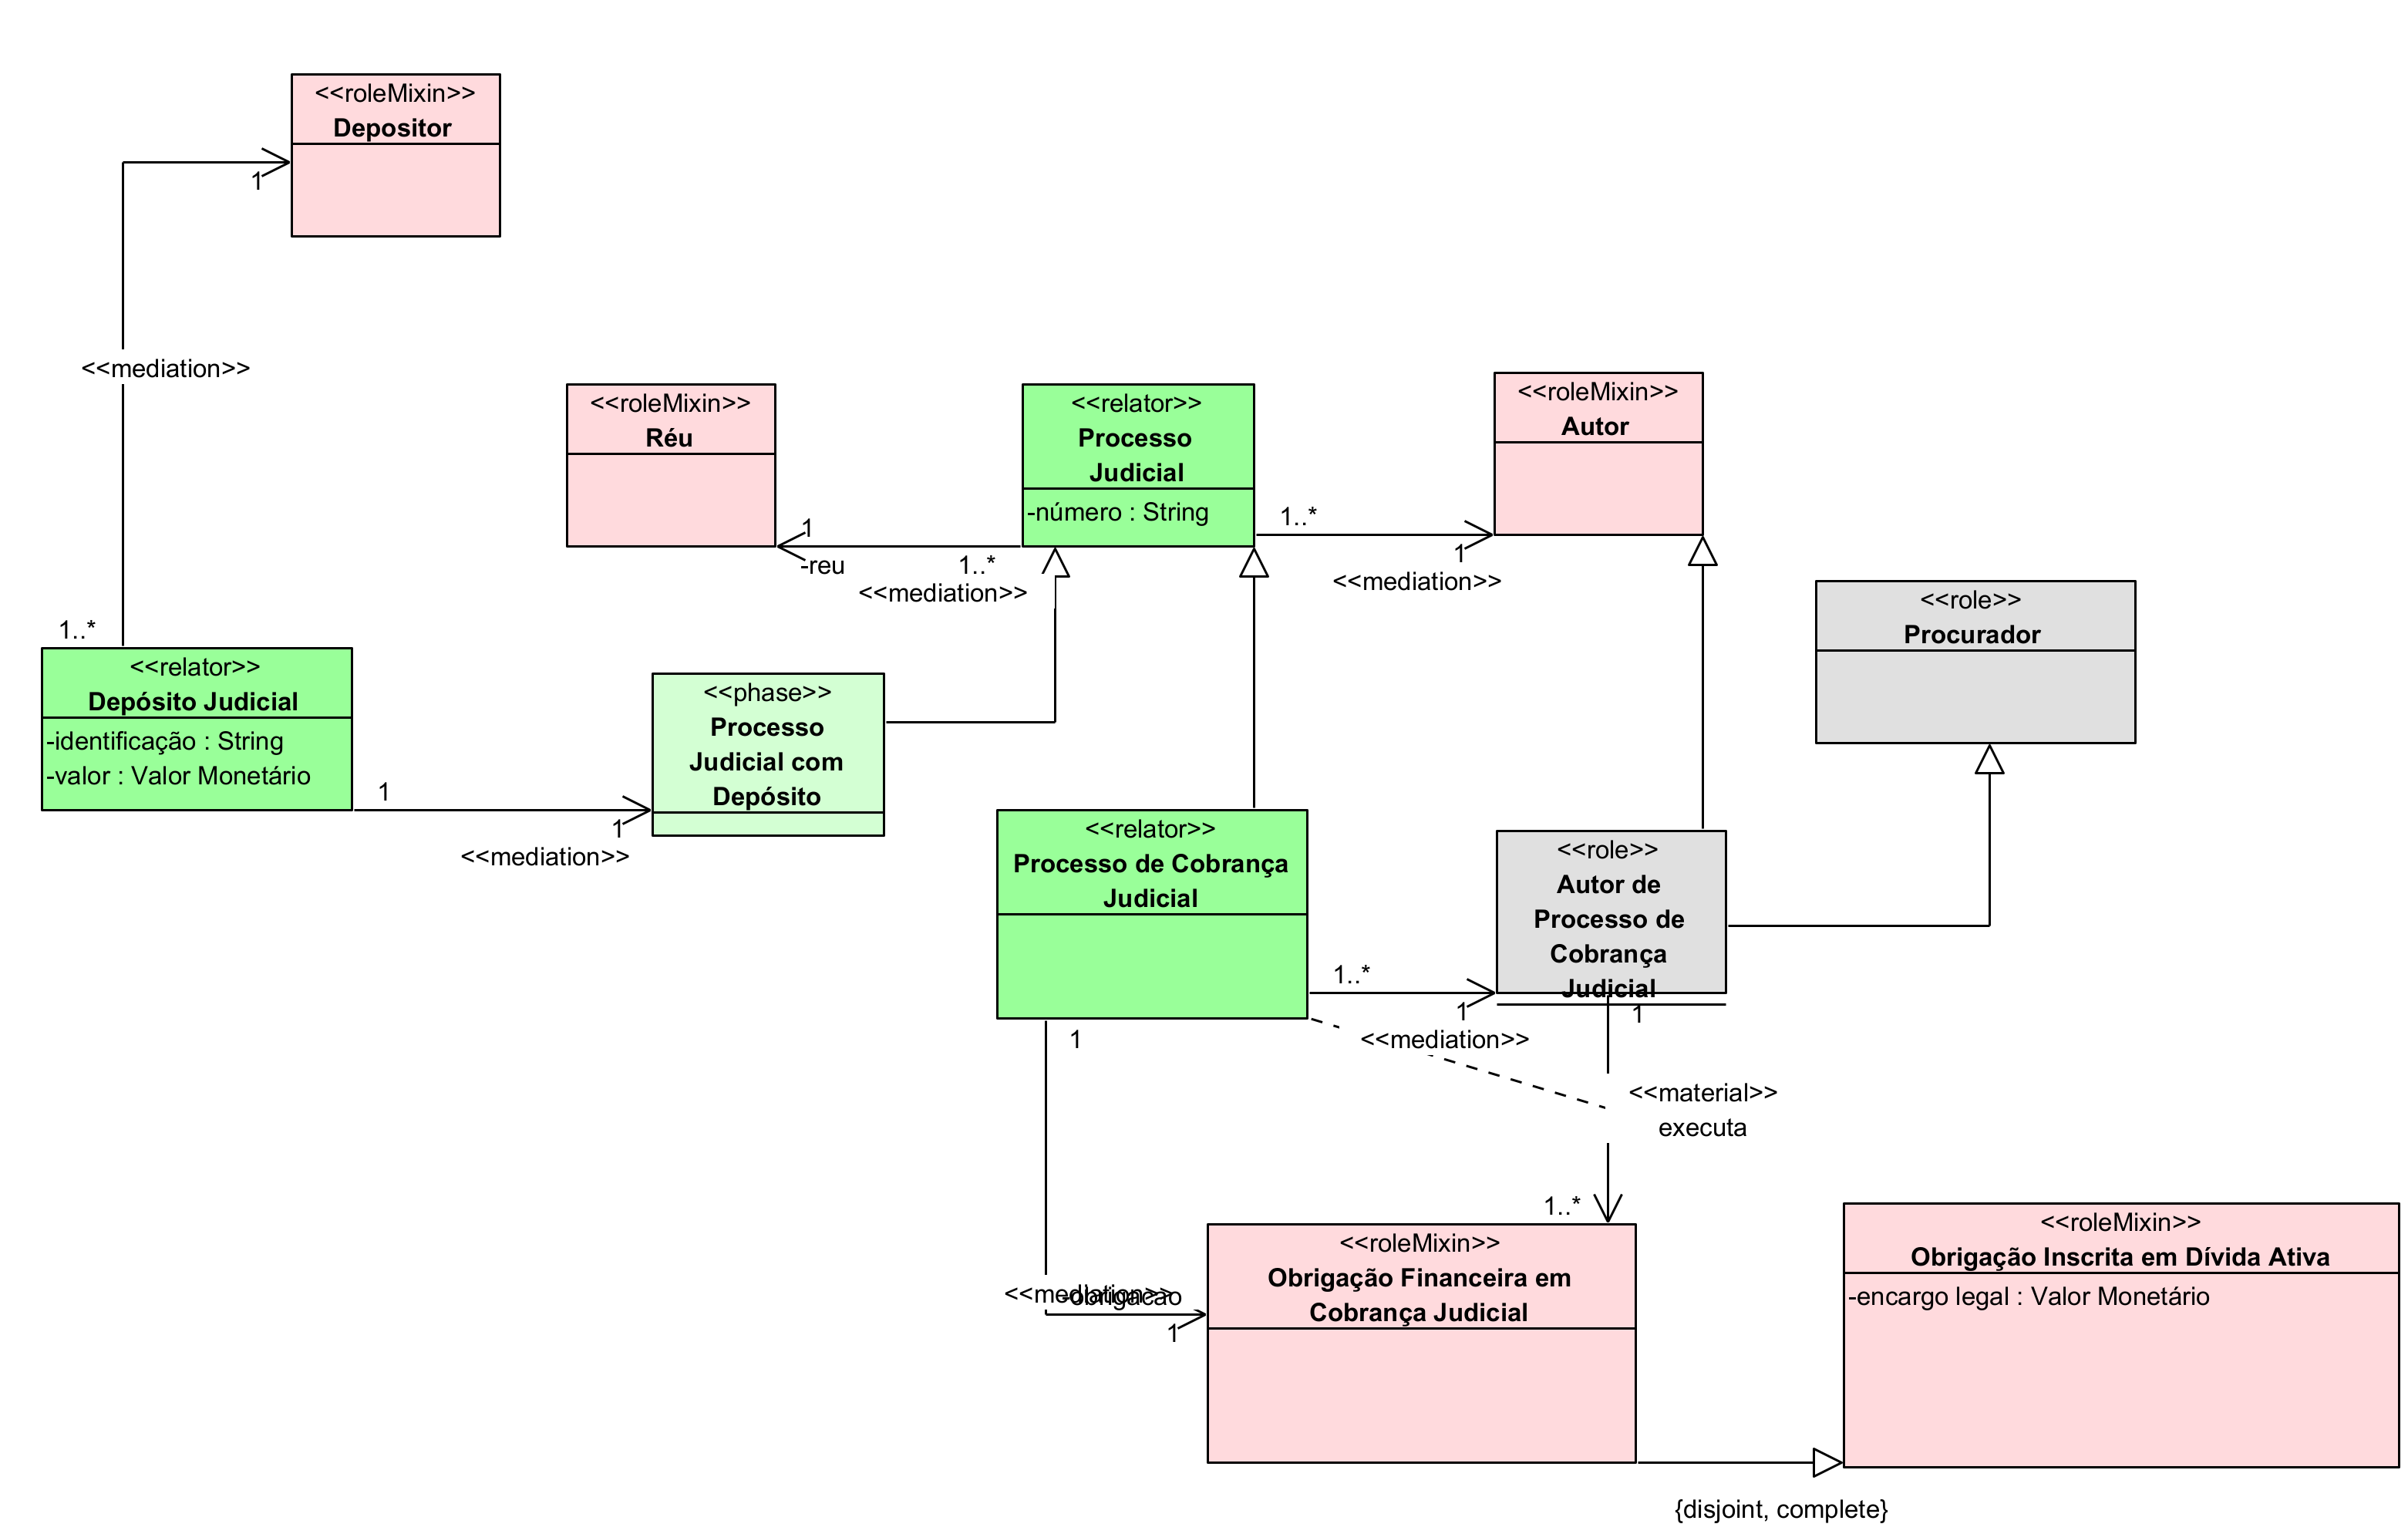 <<roleMixin>>
Depositor
1
<<mediation>>
<<roleMixin>>
Réu
<<relator>>
Processo
Judicial
-número : String
<<roleMixin>>
Autor
1
-reu
1..*
<<mediation>>
1..*
1
<<mediation>>
<<role>>
Procurador
1..*
<<relator>>
Depósito Judicial
-identificação : String
-valor : Valor Monetário
1
1
<<mediation>>
<<phase>>
Processo
Judicial com
Depósito
<<relator>>
Processo de Cobrança
Judicial
<<role>>
Autor de
Processo de
Cobrança
Judicial
1..*
1
<<mediation>>
1
1
<<material>>
executa
1..*
<<mediation>>
-obrigacao
1
<<roleMixin>>
Obrigação Financeira em
Cobrança Judicial
<<roleMixin>>
Obrigação Inscrita em Dívida Ativa
-encargo legal : Valor Monetário
{disjoint, complete}